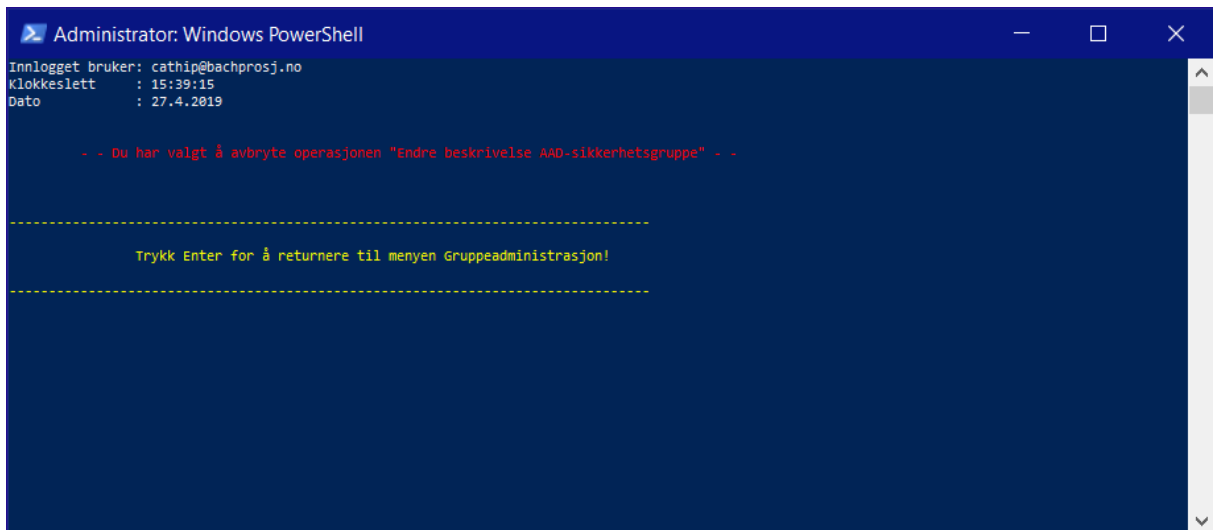 Administrator: Windows PowerShell
Innlogget bruker: cathip@bachprosj.no
Klokkeslett     : 15:39:15
Dato            : 27.4.2019
- - Du har valgt å avbryte operasjonen "Endre beskrivelse AAD-sikkerhetsgruppe" - -
---------------------------------------------------------------------------------
Trykk Enter for å returnere til menyen Gruppeadministrasjon!
---------------------------------------------------------------------------------